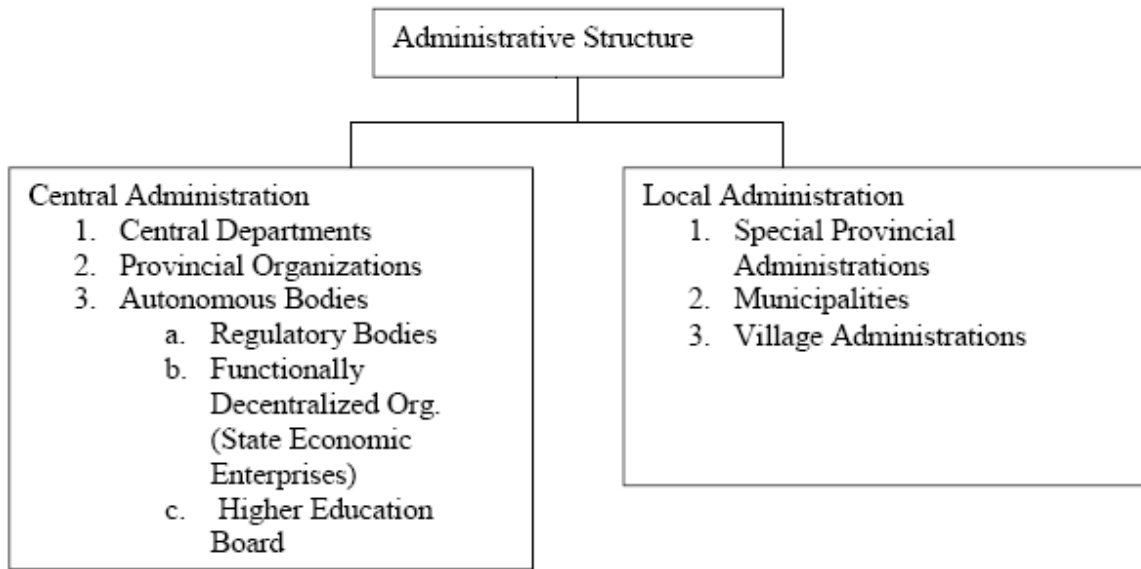 Administrative Structure
Central Administration
1. Central Departments
2. Provincial Organizations
3. Autonomous Bodies
a. Regulatory Bodies
b. Functionally
Decentralized Org.
(State Economic
Enterprises)
c. Higher Education
Board
Local Administration
1. Special Provincial
Administrations
2. Municipalities
3. Village Administrations